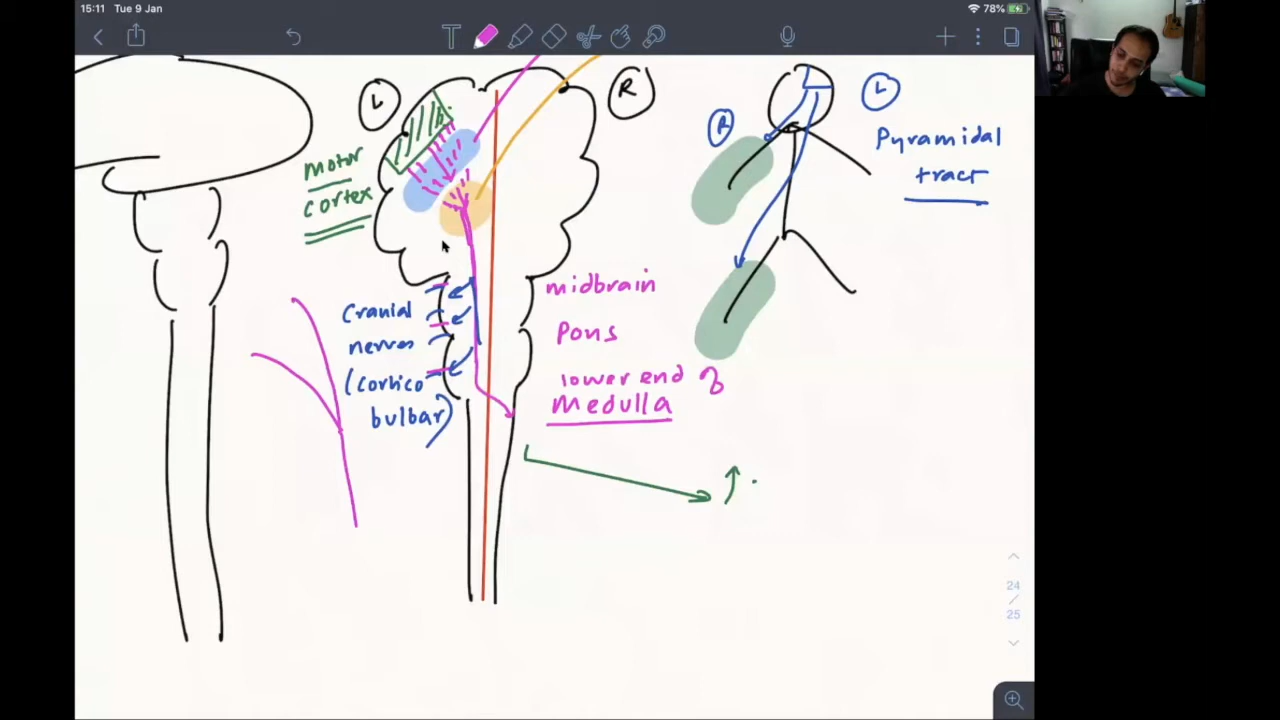 15:11 Tue 9 Jan
78%
T
L
R
motor
cortex
Cranial
nerves
(cortico
bulbar)
midbrain
Pons
lower end of
Medulla
R
L
Pyramidal
tract
24
/
25